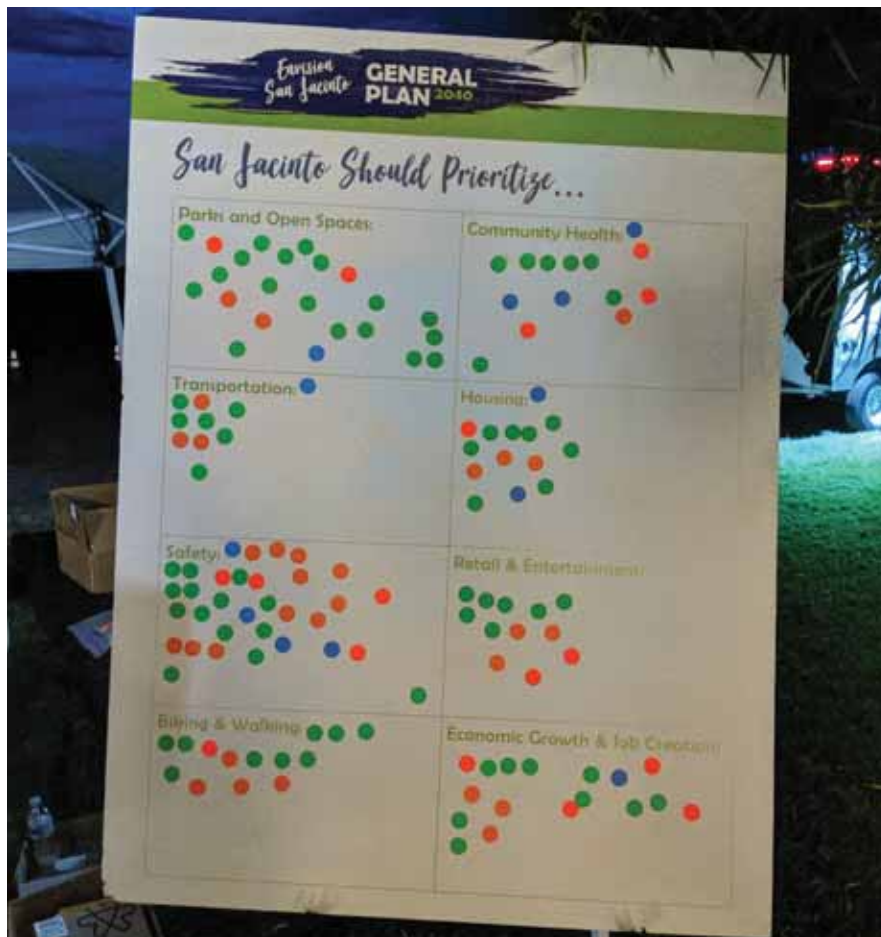 Envision
San Jacinto
GENERAL
PLAN 2040
San Jacinto Should Prioritize...
Parks and Open Spaces:
Community Health:
Transportation:
Housing:
Safety:
Retail & Entertainment:
Biking & Walking:
Economic Growth & Job Creation: